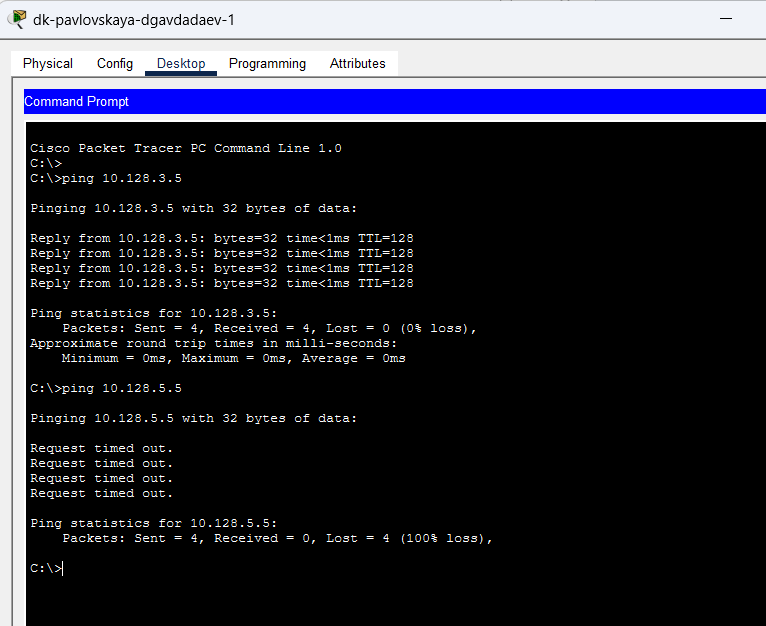 dk-pavlovskaya-dgavdadaev-1
Physical Config Desktop Programming Attributes
Command Prompt
Cisco Packet Tracer PC Command Line 1.0
C:\>
C:\>ping 10.128.3.5
Pinging 10.128.3.5 with 32 bytes of data:
Reply from 10.128.3.5: bytes=32 time<1ms TTL=128
Reply from 10.128.3.5: bytes=32 time<1ms TTL=128
Reply from 10.128.3.5: bytes=32 time<1ms TTL=128
Reply from 10.128.3.5: bytes=32 time<1ms TTL=128
Ping statistics for 10.128.3.5:
Packets: Sent = 4, Received = 4, Lost = 0 (0% loss),
Approximate round trip times in milli-seconds:
Minimum = 0ms, Maximum = 0ms, Average = 0ms
C:\>ping 10.128.5.5
Pinging 10.128.5.5 with 32 bytes of data:
Request timed out.
Request timed out.
Request timed out.
Request timed out.
Ping statistics for 10.128.5.5:
Packets: Sent = 4, Received = 0, Lost = 4 (100% loss),
C:\>